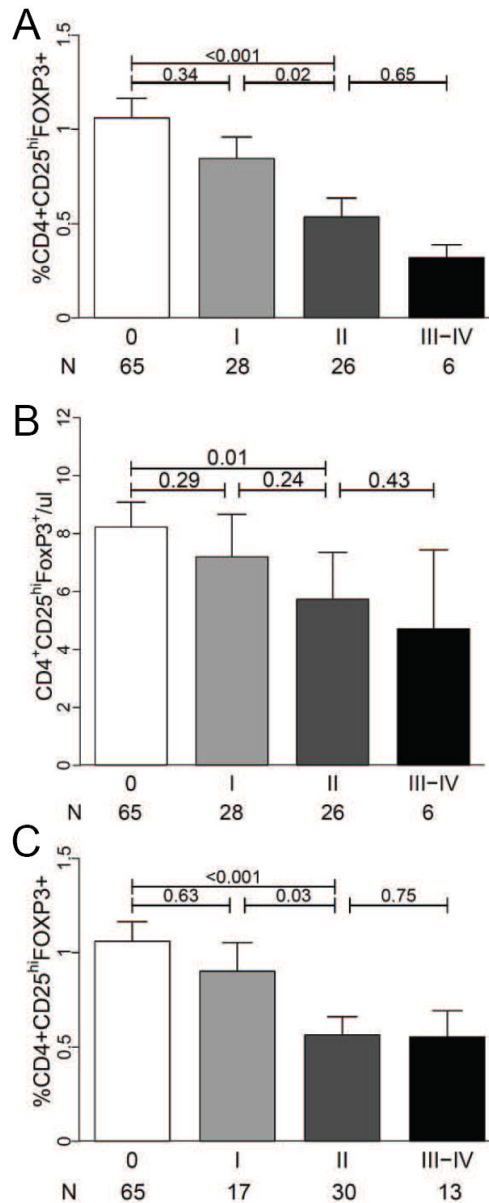 A
1.5
<0.001
0.34 0.02 0.65
1
0.5
0
%CD4+CD25hiFOXP3+
0 I II III-IV
N 65 28 26 6
B
12
10
0.01
0.29 0.24 0.43
8
6
4
2
0
CD4+CD25hiFoxP3+/ul
0 I II III-IV
N 65 28 26 6
C
1.5
<0.001
0.63 0.03 0.75
1
0.5
0
%CD4+CD25hiFOXP3+
0 I II III-IV
N 65 17 30 13